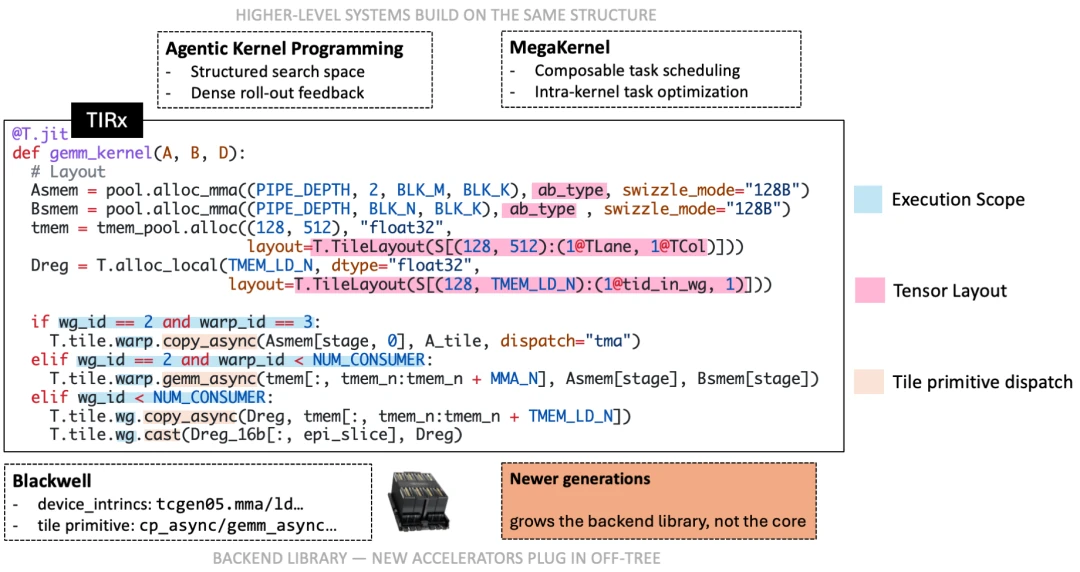 HIGHER-LEVEL SYSTEMS BUILD ON THE SAME STRUCTURE
Agentic Kernel Programming
- Structured search space
- Dense roll-out feedback
MegaKernel
- Composable task scheduling
- Intra-kernel task optimization
TIRx
@T.jit
def gemm_kernel(A, B, D):
  # Layout
  Asmem = pool.alloc_mma((PIPE_DEPTH, 2, BLK_M, BLK_K), ab_type, swizzle_mode="128B")
  Bsmem = pool.alloc_mma((PIPE_DEPTH, BLK_N, BLK_K), ab_type , swizzle_mode="128B")
  tmem = tmem_pool.alloc((128, 512), "float32",
                         layout=T.TileLayout(S[(128, 512):(1@TLane, 1@TCol)]))
  Dreg = T.alloc_local(TMEM_LD_N, dtype="float32",
                       layout=T.TileLayout(S[(128, TMEM_LD_N):(1@tid_in_wg, 1)]))
  if wg_id == 2 and warp_id == 3:
    T.tile.warp.copy_async(Asmem[stage, 0], A_tile, dispatch="tma")
  elif wg_id == 2 and warp_id < NUM_CONSUMER:
    T.tile.warp.gemm_async(tmem[:, tmem_n:tmem_n + MMA_N], Asmem[stage], Bsmem[stage])
  elif wg_id < NUM_CONSUMER:
    T.tile.wg.copy_async(Dreg, tmem[:, tmem_n:tmem_n + TMEM_LD_N])
    T.tile.wg.cast(Dreg_16b[:, epi_slice], Dreg)
Execution Scope
Tensor Layout
Tile primitive dispatch
Blackwell
- device_intrincs: tcgen05.mma/ld…
- tile primitive: cp_async/gemm_async…
Newer generations
grows the backend library, not the core
BACKEND LIBRARY — NEW ACCELERATORS PLUG IN OFF-TREE